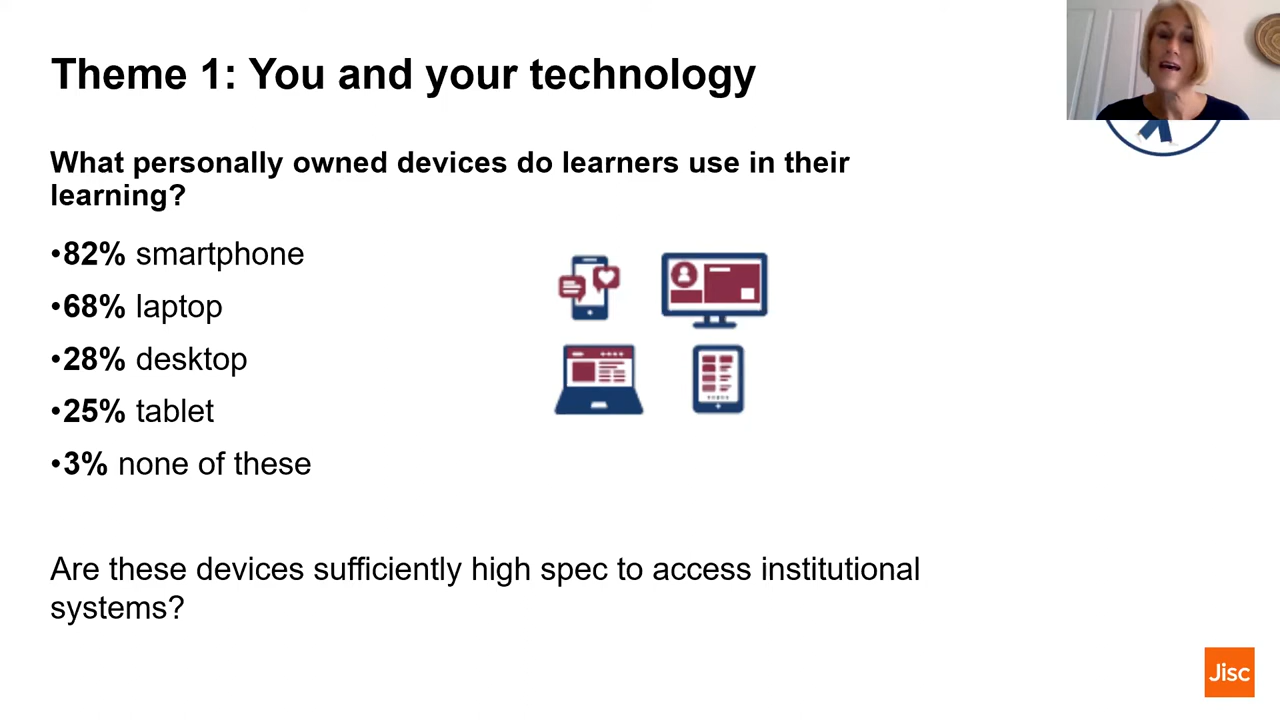 Theme 1: You and your technology
What personally owned devices do learners use in their
learning?
•82% smartphone
•68% laptop
•28% desktop
•25% tablet
•3% none of these
Are these devices sufficiently high spec to access institutional
systems?
Jisc